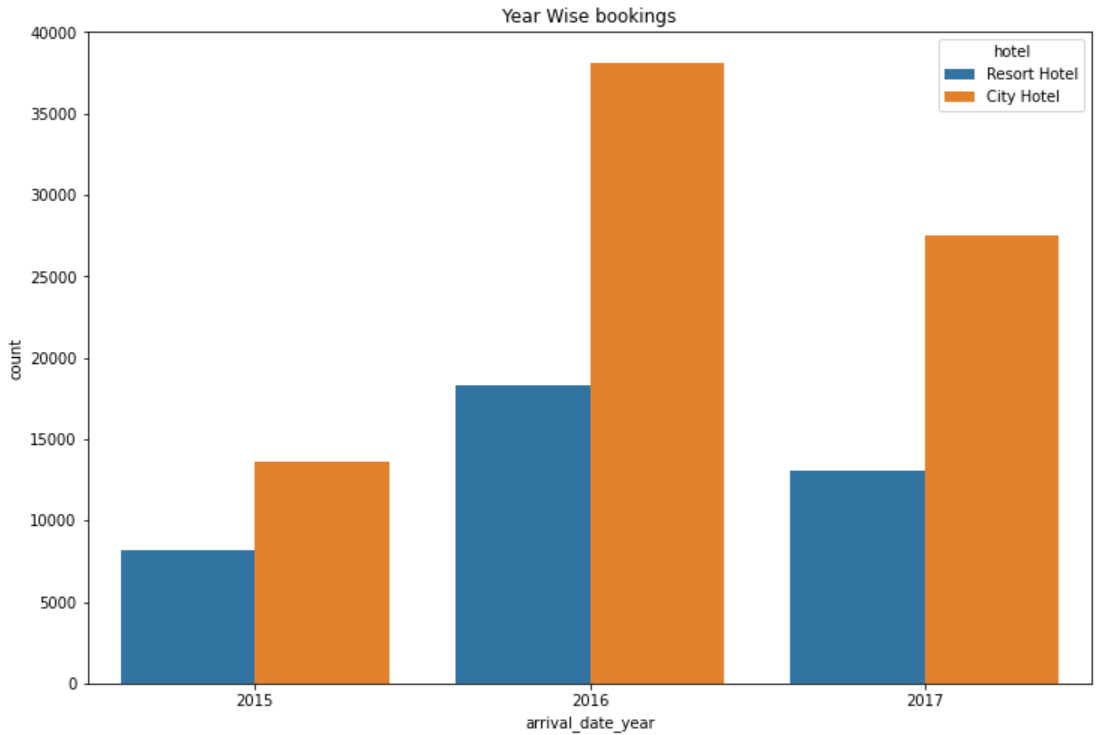 Year Wise bookings
hotel
Resort Hotel
City Hotel
count
40000
35000
30000
25000
20000
15000
10000
5000
0
2015 2016 2017
arrival_date_year